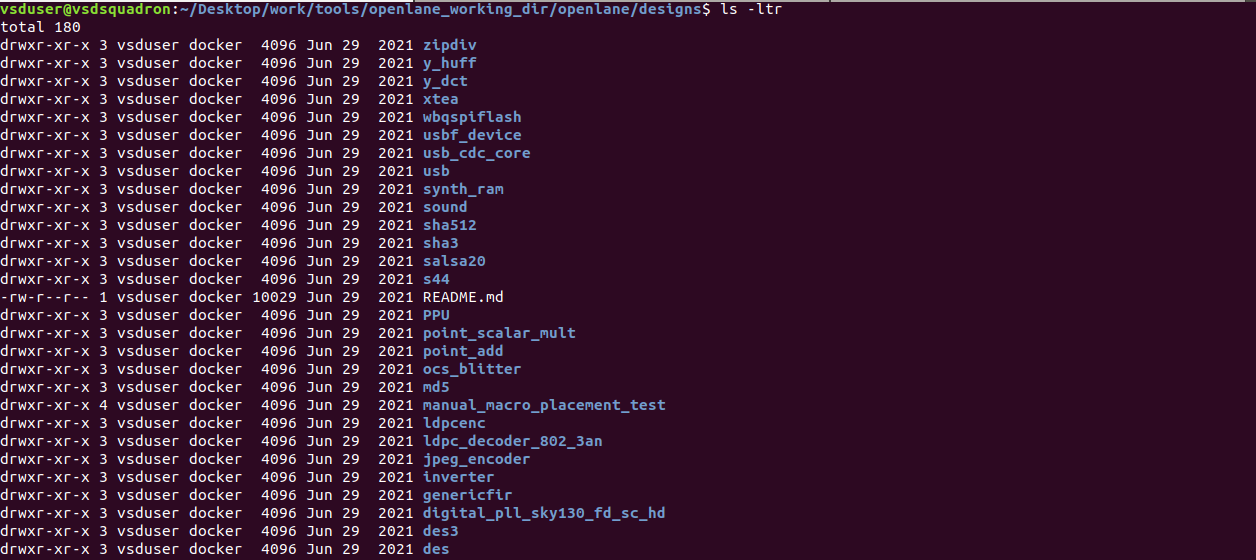 vsduser@vsdsquadron:~/Desktop/work/tools/openlane_working_dir/openlane/designs$ ls -ltr
total 180
drwxr-xr-x 3 vsduser docker  4096 Jun 29  2021 zipdiv
drwxr-xr-x 3 vsduser docker  4096 Jun 29  2021 y_huff
drwxr-xr-x 3 vsduser docker  4096 Jun 29  2021 y_dct
drwxr-xr-x 3 vsduser docker  4096 Jun 29  2021 xtea
drwxr-xr-x 3 vsduser docker  4096 Jun 29  2021 wbqspiflash
drwxr-xr-x 3 vsduser docker  4096 Jun 29  2021 usbf_device
drwxr-xr-x 3 vsduser docker  4096 Jun 29  2021 usb_cdc_core
drwxr-xr-x 3 vsduser docker  4096 Jun 29  2021 usb
drwxr-xr-x 3 vsduser docker  4096 Jun 29  2021 synth_ram
drwxr-xr-x 3 vsduser docker  4096 Jun 29  2021 sound
drwxr-xr-x 3 vsduser docker  4096 Jun 29  2021 sha512
drwxr-xr-x 3 vsduser docker  4096 Jun 29  2021 sha3
drwxr-xr-x 3 vsduser docker  4096 Jun 29  2021 salsa20
drwxr-xr-x 3 vsduser docker  4096 Jun 29  2021 s44
-rw-r--r-- 1 vsduser docker 10029 Jun 29  2021 README.md
drwxr-xr-x 3 vsduser docker  4096 Jun 29  2021 PPU
drwxr-xr-x 3 vsduser docker  4096 Jun 29  2021 point_scalar_mult
drwxr-xr-x 3 vsduser docker  4096 Jun 29  2021 point_add
drwxr-xr-x 3 vsduser docker  4096 Jun 29  2021 ocs_blitter
drwxr-xr-x 3 vsduser docker  4096 Jun 29  2021 md5
drwxr-xr-x 4 vsduser docker  4096 Jun 29  2021 manual_macro_placement_test
drwxr-xr-x 3 vsduser docker  4096 Jun 29  2021 ldpcenc
drwxr-xr-x 3 vsduser docker  4096 Jun 29  2021 ldpc_decoder_802_3an
drwxr-xr-x 3 vsduser docker  4096 Jun 29  2021 jpeg_encoder
drwxr-xr-x 3 vsduser docker  4096 Jun 29  2021 inverter
drwxr-xr-x 3 vsduser docker  4096 Jun 29  2021 genericfir
drwxr-xr-x 3 vsduser docker  4096 Jun 29  2021 digital_pll_sky130_fd_sc_hd
drwxr-xr-x 3 vsduser docker  4096 Jun 29  2021 des3
drwxr-xr-x 3 vsduser docker  4096 Jun 29  2021 des